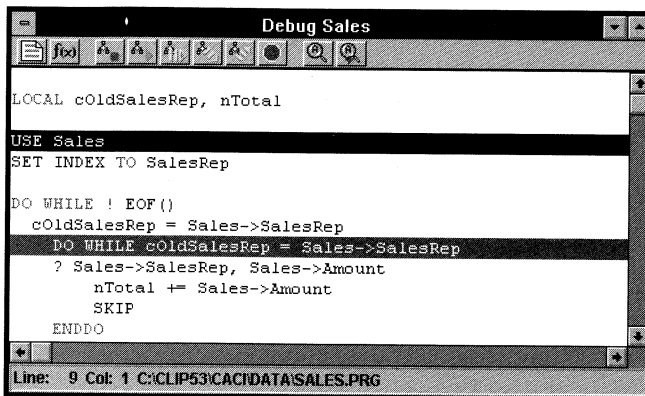 Debug Sales
f(x)
LOCAL cOldSalesRep, nTotal
USE Sales
SET INDEX TO SalesRep
DO WHILE ! EOF()
cOldSalesRep = Sales->SalesRep
DO WHILE cOldSalesRep = Sales->SalesRep
? Sales->SalesRep, Sales->Amount
nTotal += Sales->Amount
SKIP
ENDDO
Line: 9 Col: 1 C:\CLIP53\CACI\DATA\SALES.PRG